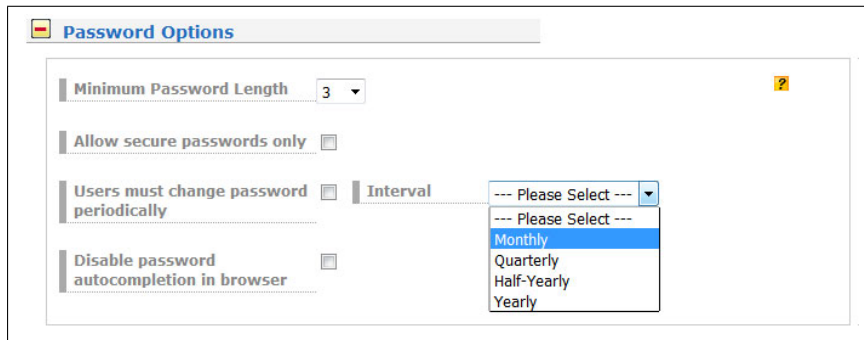 Password Options
Minimum Password Length 3
?
Allow secure passwords only
Users must change password
periodically
Interval --- Please Select ---
--- Please Select ---
Monthly
Quarterly
Half-Yearly
Yearly
Disable password
autocompletion in browser